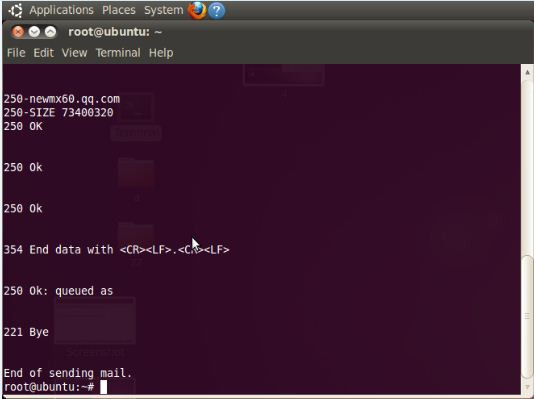 Applications Places System
root@ubuntu: ~
File Edit View Terminal Help
250-newmx60.qq.com
250-SIZE 73400320
250 OK
250 Ok
250 Ok
354 End data with <CR><LF>.<CR><LF>
250 Ok: queued as
221 Bye
Screenshot
End of sending mail.
root@ubuntu:~#